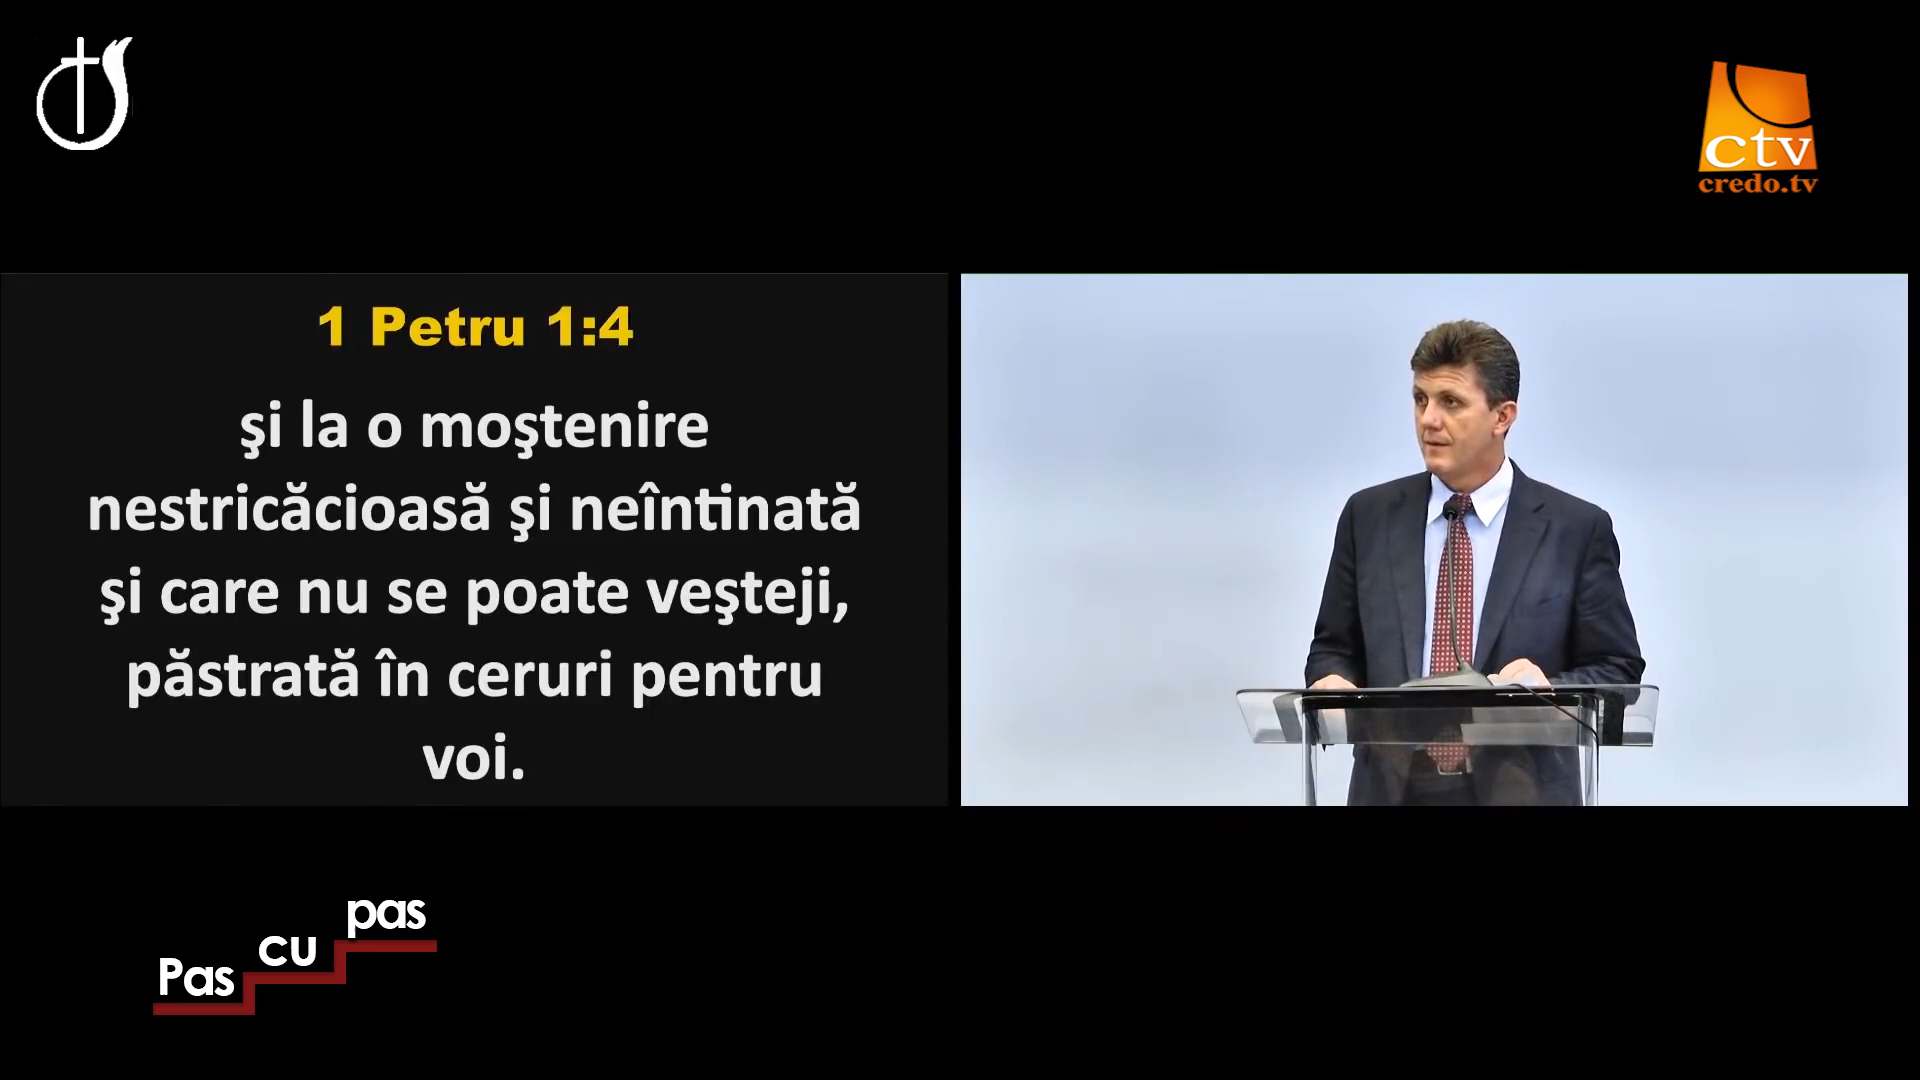 ctv
credo.tv
1 Petru 1:4
şi la o moştenire
nestricăcioasă şi neîntinată
şi care nu se poate veşteji,
păstrată în ceruri pentru
voi.
Pas cu pas